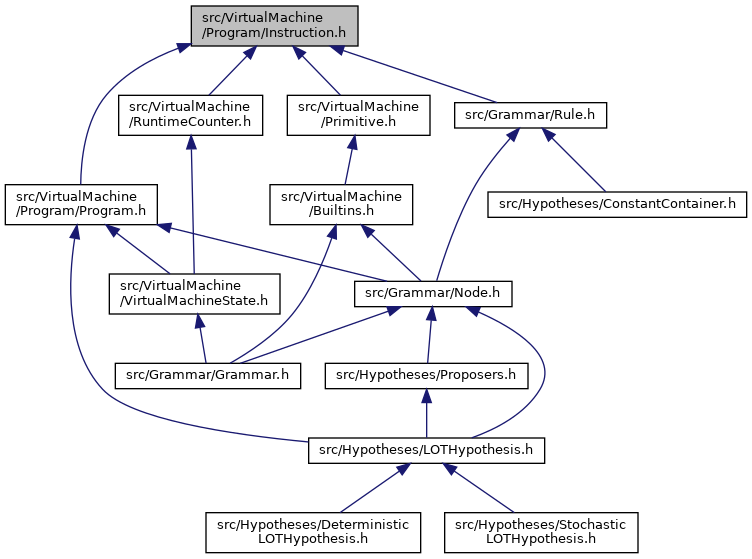 src/VirtualMachine
/Program/Instruction.h
src/VirtualMachine
/RuntimeCounter.h
src/VirtualMachine
/Primitive.h
src/Grammar/Rule.h
src/VirtualMachine
/Program/Program.h
src/VirtualMachine
/Builtins.h
src/Hypotheses/ConstantContainer.h
src/VirtualMachine
/VirtualMachineState.h
src/Grammar/Node.h
src/Grammar/Grammar.h
src/Hypotheses/Proposers.h
src/Hypotheses/LOTHypothesis.h
src/Hypotheses/Deterministic
LOTHypothesis.h
src/Hypotheses/Stochastic
LOTHypothesis.h